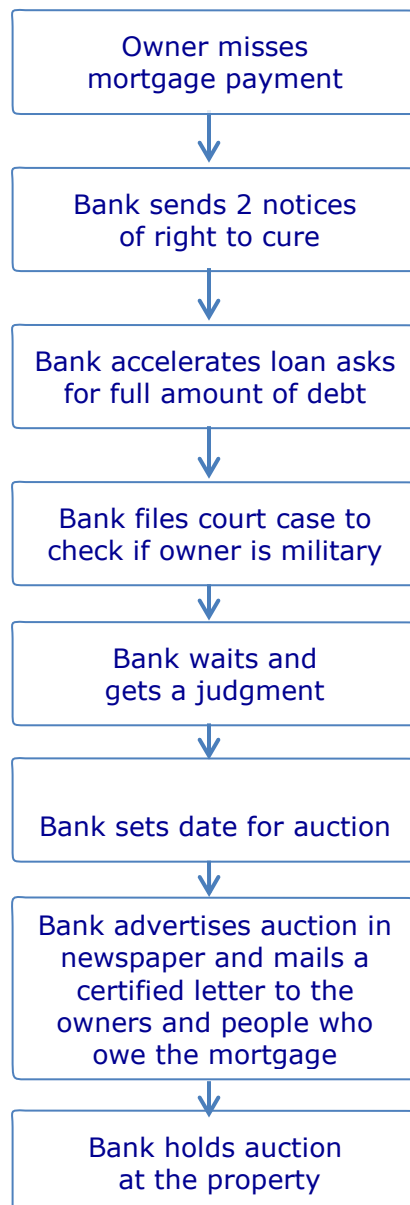 Owner misses
mortgage payment
Bank sends 2 notices
of right to cure
Bank accelerates loan asks
for full amount of debt
Bank files court case to
check if owner is military
Bank waits and
gets a judgment
Bank sets date for auction
Bank advertises auction in
newspaper and mails a
certified letter to the
owners and people who
owe the mortgage
Bank holds auction
at the property